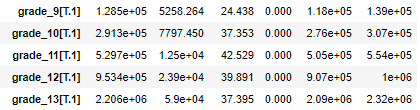 grade_9[T.1] 1.285e+05 5258.264 24.438 0.000 1.18e+05 1.39e+05
grade_10[T.1] 2.913e+05 7797.450 37.353 0.000 2.76e+05 3.07e+05
grade_11[T.1] 5.297e+05 1.25e+04 42.529 0.000 5.05e+05 5.54e+05
grade_12[T.1] 9.534e+05 2.39e+04 39.891 0.000 9.07e+05 1e+06
grade_13[T.1] 2.206e+06 5.9e+04 37.395 0.000 2.09e+06 2.32e+06